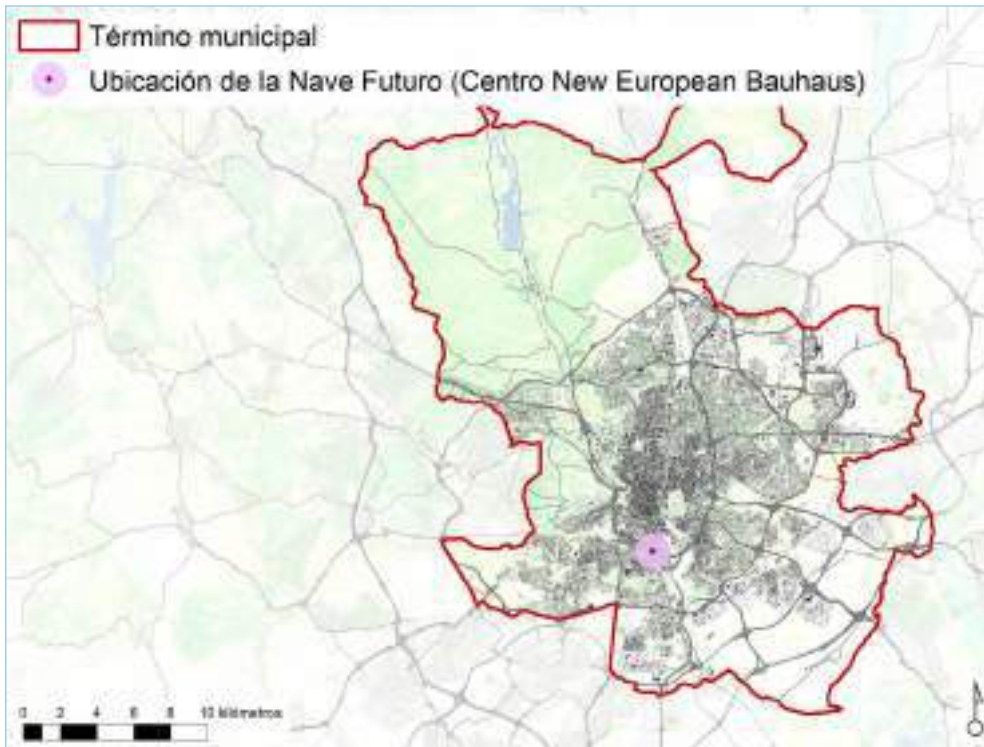 Término municipal
Ubicación de la Nave Futuro (Centro New European Bauhaus)
0 2 4 6 8 10 kilómetros